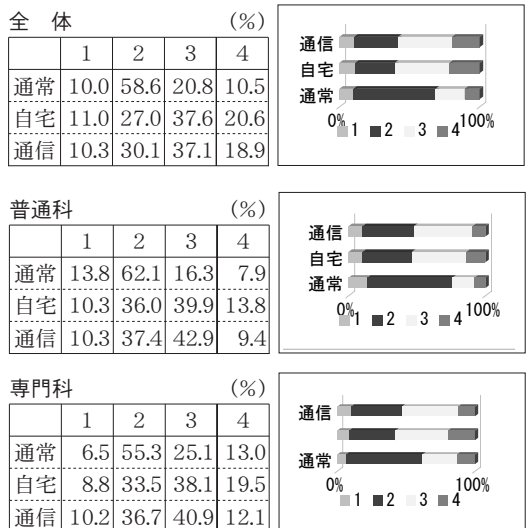 全 体 (%)
1 2 3 4
通常 10.0 58.6 20.8 10.5
自宅 11.0 27.0 37.6 20.6
通信 10.3 30.1 37.1 18.9
通信
自宅
通常
0% 100%
1 2 3 4
普通科 (%)
1 2 3 4
通常 13.8 62.1 16.3 7.9
自宅 10.3 36.0 39.9 13.8
通信 10.3 37.4 42.9 9.4
通信
自宅
通常
0% 100%
1 2 3 4
専門科 (%)
1 2 3 4
通常 6.5 55.3 25.1 13.0
自宅 8.8 33.5 38.1 19.5
通信 10.2 36.7 40.9 12.1
通信
通常
0% 100%
1 2 3 4